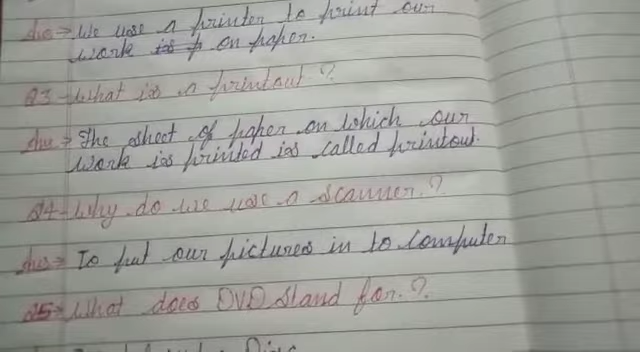 Ans→ We use a printer to print our
work on paper.
Q3→ What is a printout?
Ans→ The sheet of paper on which our
work is printed is called printout.
Q4→ Why do we use a scanner.?
Ans→ To put our pictures in to computer
Q5→ What does DVD stand for.?